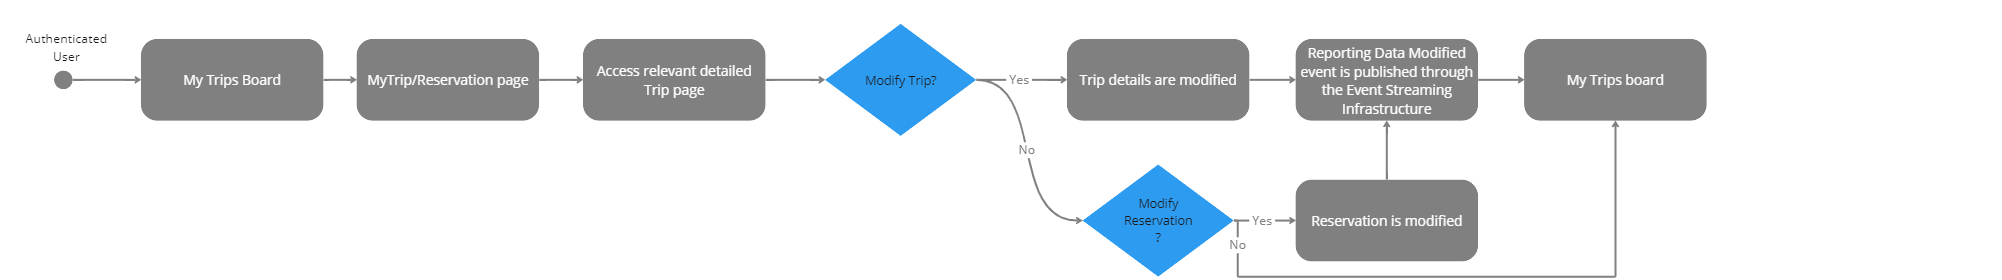 Authenticated
User
My Trips Board
MyTrip/Reservation page
Access relevant detailed
Trip page
Modify Trip?
Yes
Trip details are modified
Reporting Data Modified
event is published through
the Event Streaming
Infrastructure
My Trips board
No
Modify
Reservation
?
Yes
Reservation is modified
No